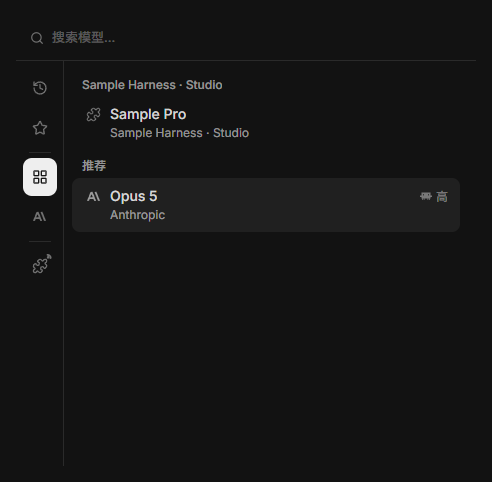 搜索模型...
Sample Harness · Studio
Sample Pro
Sample Harness · Studio
推荐
Opus 5
高
Anthropic